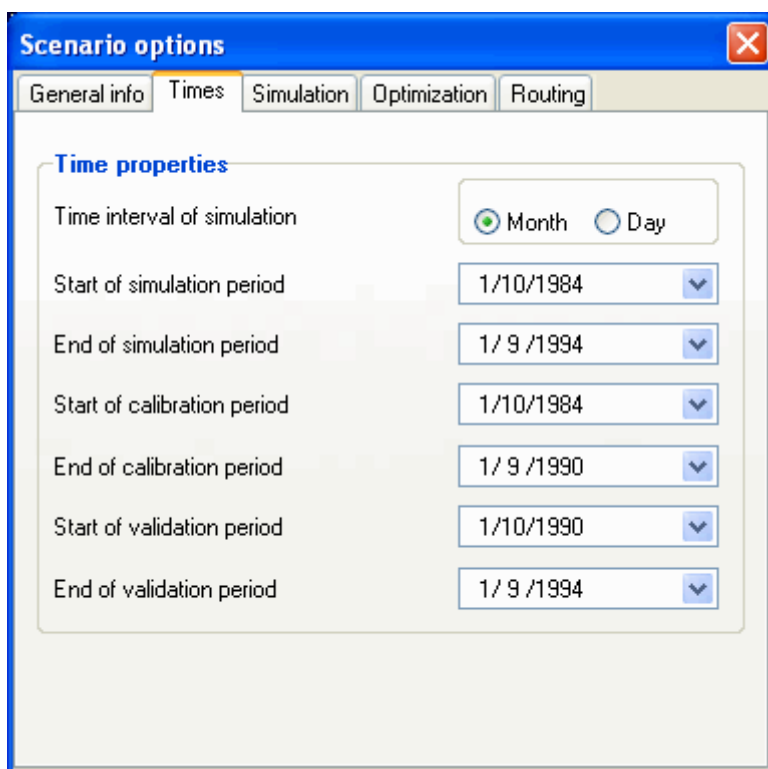 Scenario options
General info Times Simulation Optimization Routing
Time properties
Time interval of simulation Month Day
Start of simulation period 1/10/1984
End of simulation period 1/ 9 /1994
Start of calibration period 1/10/1984
End of calibration period 1/ 9 /1990
Start of validation period 1/10/1990
End of validation period 1/ 9 /1994